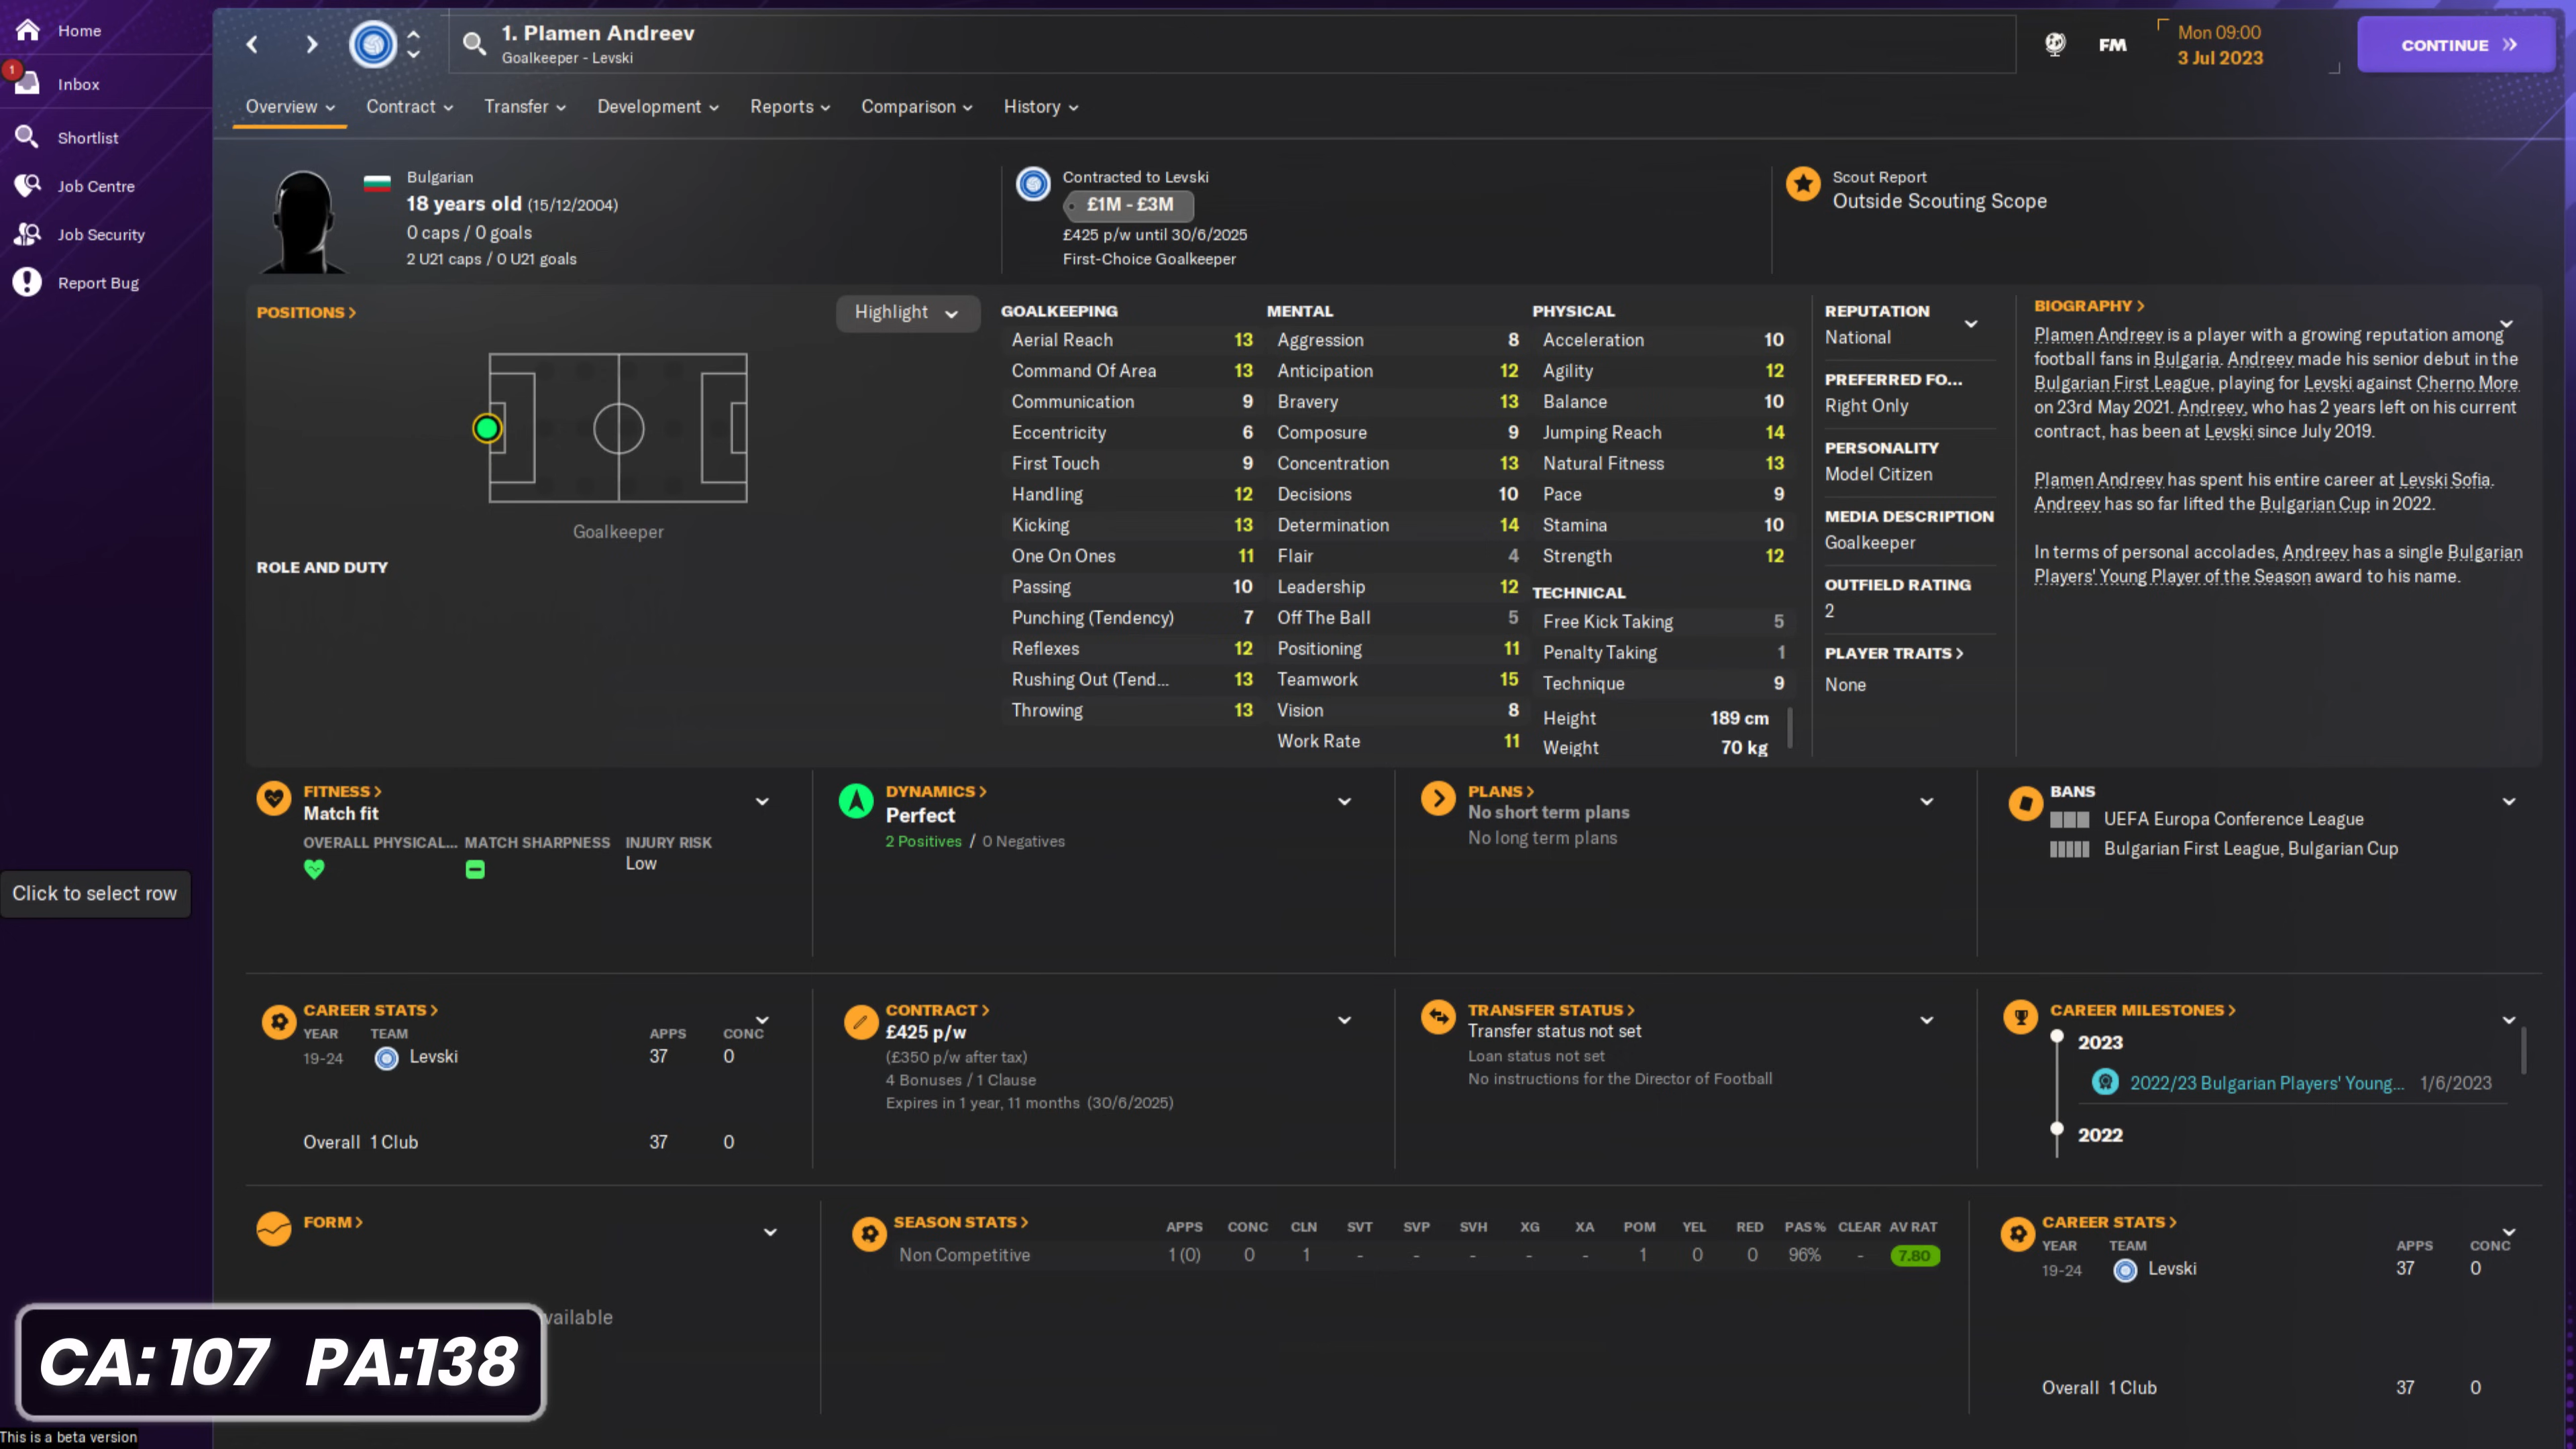 Home
Inbox
1
Shortlist
Job Centre
Job Security
Report Bug
Click to select row
1. Plamen Andreev
Goalkeeper - Levski
FM
Mon 09:00
3 Jul 2023
CONTINUE
Overview
Contract
Transfer
Development
Reports
Comparison
History
Bulgarian
18 years old (15/12/2004)
0 caps / 0 goals
2 U21 caps / 0 U21 goals
Contracted to Levski
£1M - £3M
£425 p/w until 30/6/2025
First-Choice Goalkeeper
Scout Report
Outside Scouting Scope
POSITIONS >
Highlight
Goalkeeper
ROLE AND DUTY
GOALKEEPING
Aerial Reach 13
Command Of Area 13
Communication 9
Eccentricity 6
First Touch 9
Handling 12
Kicking 13
One On Ones 11
Passing 10
Punching (Tendency) 7
Reflexes 12
Rushing Out (Tend... 13
Throwing 13
MENTAL
Aggression 8
Anticipation 12
Bravery 13
Composure 9
Concentration 13
Decisions 10
Determination 14
Flair 4
Leadership 12
Off The Ball 5
Positioning 11
Teamwork 15
Vision 8
Work Rate 11
PHYSICAL
Acceleration 10
Agility 12
Balance 10
Jumping Reach 14
Natural Fitness 13
Pace 9
Stamina 10
Strength 12
TECHNICAL
Free Kick Taking 5
Penalty Taking 1
Technique 9
Height 189 cm
Weight 70 kg
REPUTATION
National
PREFERRED FO...
Right Only
PERSONALITY
Model Citizen
MEDIA DESCRIPTION
Goalkeeper
OUTFIELD RATING
2
PLAYER TRAITS >
None
BIOGRAPHY >
Plamen Andreev is a player with a growing reputation among
football fans in Bulgaria. Andreev made his senior debut in the
Bulgarian First League, playing for Levski against Cherno More
on 23rd May 2021. Andreev, who has 2 years left on his current
contract, has been at Levski since July 2019.
Plamen Andreev has spent his entire career at Levski Sofia.
Andreev has so far lifted the Bulgarian Cup in 2022.
In terms of personal accolades, Andreev has a single Bulgarian
Players' Young Player of the Season award to his name.
FITNESS >
Match fit
OVERALL PHYSICAL... MATCH SHARPNESS INJURY RISK
Low
DYNAMICS >
Perfect
2 Positives / 0 Negatives
PLANS >
No short term plans
No long term plans
BANS
UEFA Europa Conference League
Bulgarian First League, Bulgarian Cup
CAREER STATS >
YEAR TEAM APPS CONC
19-24 Levski 37 0
Overall 1 Club 37 0
CONTRACT >
£425 p/w
(£350 p/w after tax)
4 Bonuses / 1 Clause
Expires in 1 year, 11 months (30/6/2025)
TRANSFER STATUS >
Transfer status not set
Loan status not set
No instructions for the Director of Football
CAREER MILESTONES >
2023
2022/23 Bulgarian Players' Young... 1/6/2023
2022
FORM >
vailable
SEASON STATS > APPS CONC CLN SVT SVP SVH XG XA POM YEL RED PAS% CLEAR AV RAT
Non Competitive 1 (0) 0 1 - - - - - 1 0 0 96% - 7.80
CAREER STATS >
YEAR TEAM APPS CONC
19-24 Levski 37 0
Overall 1 Club 37 0
CA: 107 PA:138
This is a beta version